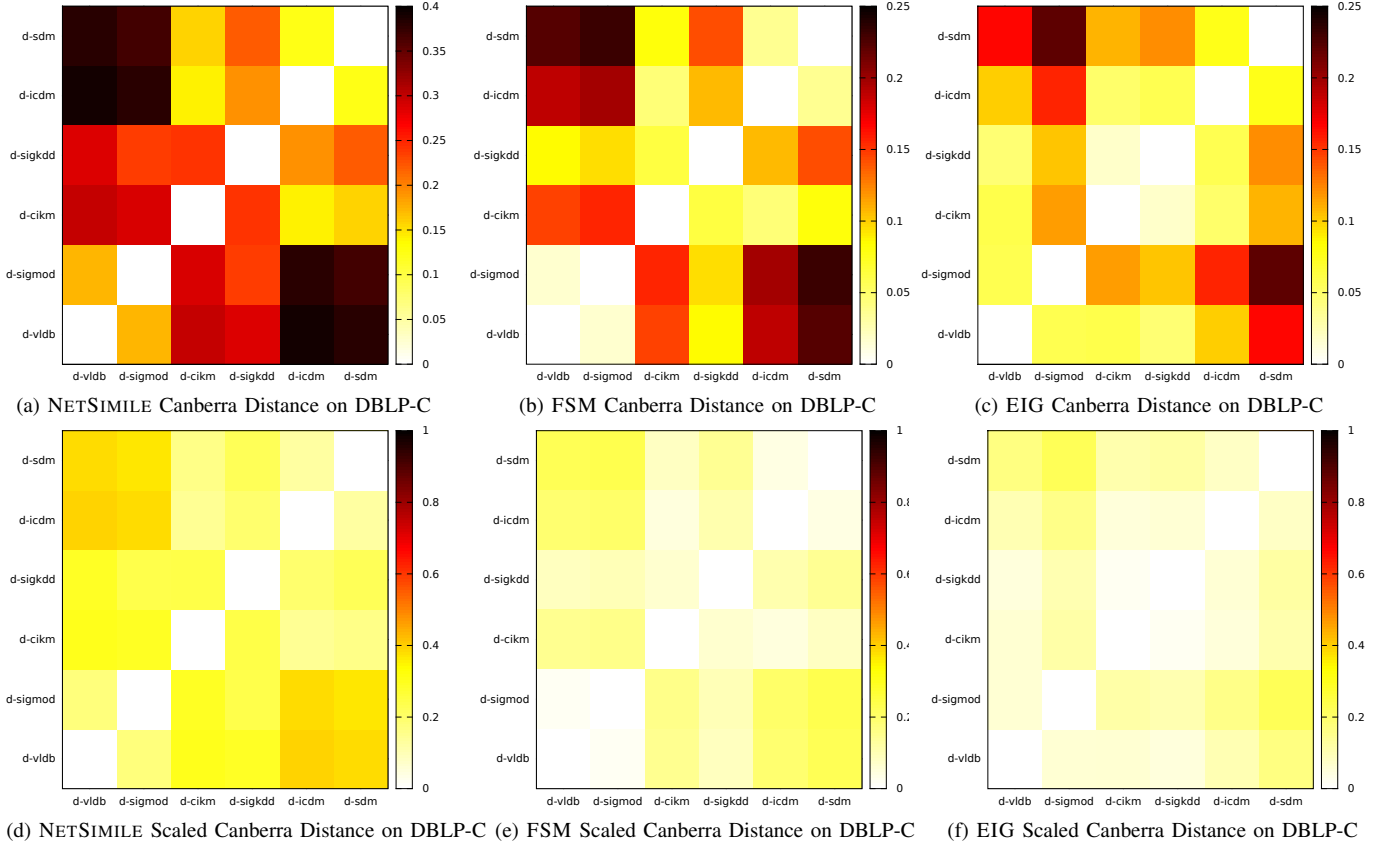 d-sdm
d-icdm
d-sigkdd
d-cikm
d-sigmod
d-vldb
d-vldb d-sigmod d-cikm d-sigkdd d-icdm d-sdm
0.4
0.35
0.3
0.25
0.2
0.15
0.1
0.05
0
(a) NETSIMILE Canberra Distance on DBLP-C
d-sdm
d-icdm
d-sigkdd
d-cikm
d-sigmod
d-vldb
d-vldb d-sigmod d-cikm d-sigkdd d-icdm d-sdm
0.25
0.2
0.15
0.1
0.05
0
(b) FSM Canberra Distance on DBLP-C
d-sdm
d-icdm
d-sigkdd
d-cikm
d-sigmod
d-vldb
d-vldb d-sigmod d-cikm d-sigkdd d-icdm d-sdm
0.25
0.2
0.15
0.1
0.05
0
(c) EIG Canberra Distance on DBLP-C
d-sdm
d-icdm
d-sigkdd
d-cikm
d-sigmod
d-vldb
d-vldb d-sigmod d-cikm d-sigkdd d-icdm d-sdm
1
0.8
0.6
0.4
0.2
0
(d) NETSIMILE Scaled Canberra Distance on DBLP-C
d-sdm
d-icdm
d-sigkdd
d-cikm
d-sigmod
d-vldb
d-vldb d-sigmod d-cikm d-sigkdd d-icdm d-sdm
1
0.8
0.6
0.4
0.2
0
(e) FSM Scaled Canberra Distance on DBLP-C
d-sdm
d-icdm
d-sigkdd
d-cikm
d-sigmod
d-vldb
d-vldb d-sigmod d-cikm d-sigkdd d-icdm d-sdm
1
0.8
0.6
0.4
0.2
0
(f) EIG Scaled Canberra Distance on DBLP-C